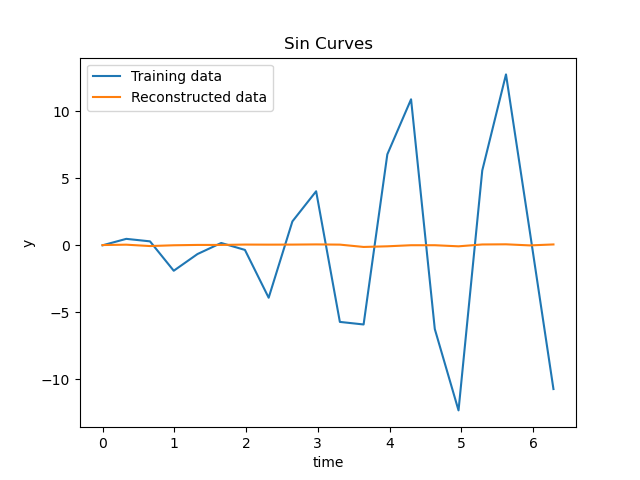 Sin Curves
Training data
Reconstructed data
10
5
0
−5
−10
y
0 1 2 3 4 5 6
time